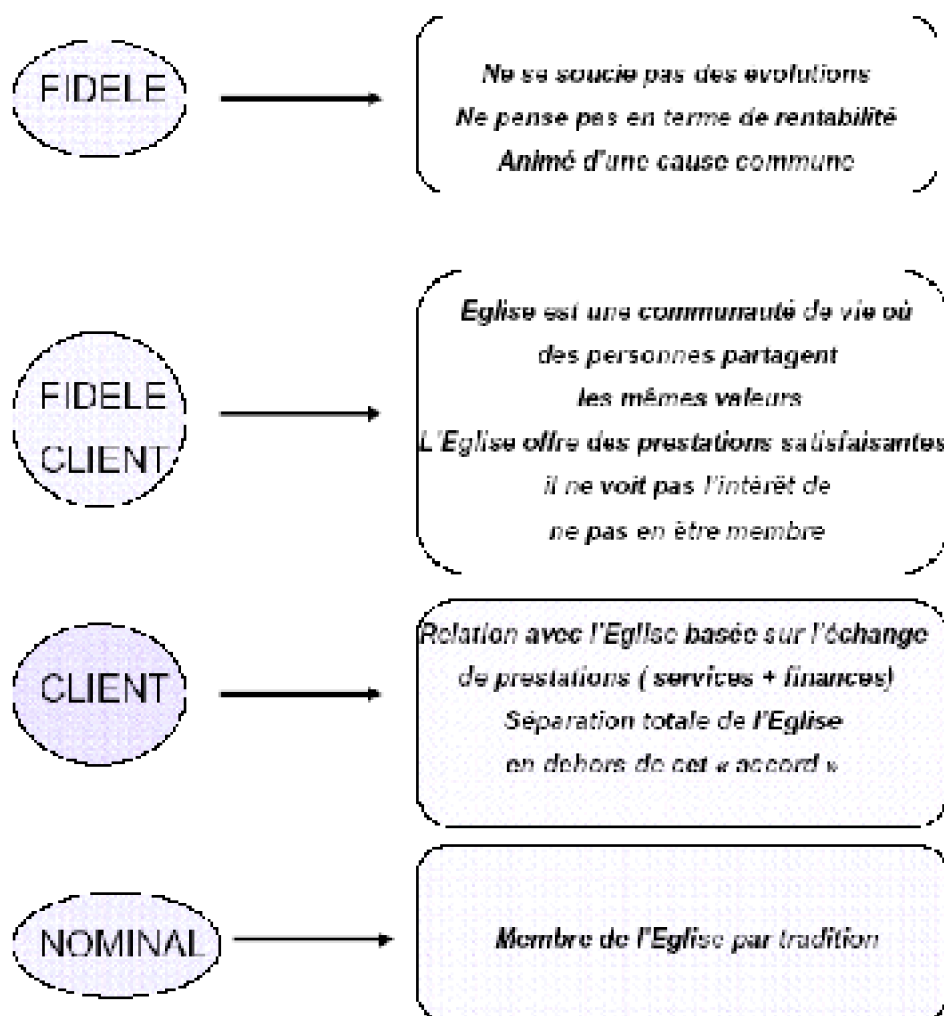 FIDELE
Ne se soucie pas des evolutions
Ne pense pas en terme de rentabilité
Animé d'une cause commune
FIDELE
CLIENT
Eglise est une communauté de vie où
des personnes partagent
les mêmes valeurs
L'Eglise offre des prestations satisfaisantes
il ne voit pas l'intérêt de
ne pas en être membre
CLIENT
Relation avec l'Eglise basée sur l'échange
de prestations ( services + finances)
Séparation totale de l'Eglise
en dehors de cet « accord »
NOMINAL
Membre de l'Eglise par tradition